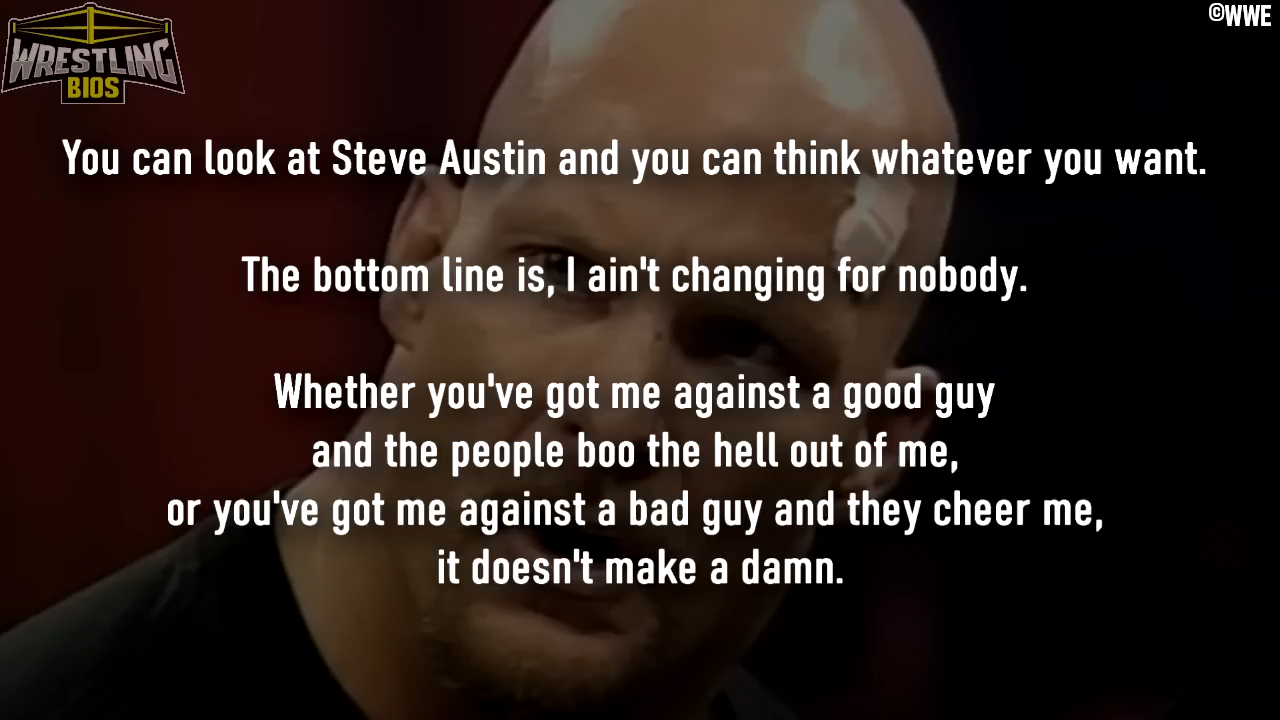 ©WWE
WRESTLING
BIOS
You can look at Steve Austin and you can think whatever you want.
The bottom line is, I ain't changing for nobody.
Whether you've got me against a good guy
and the people boo the hell out of me,
or you've got me against a bad guy and they cheer me,
it doesn't make a damn.